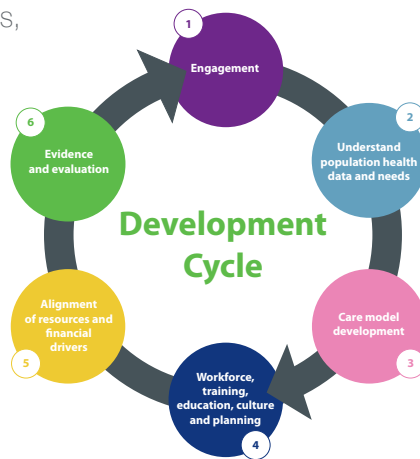 s,
1
Engagement
2
Understand
population health
data and needs
Care model
development
3
Workforce,
training,
education, culture
and planning
4
Alignment
of resources and
financial
drivers
5
6
Evidence
and evaluation
Development
Cycle